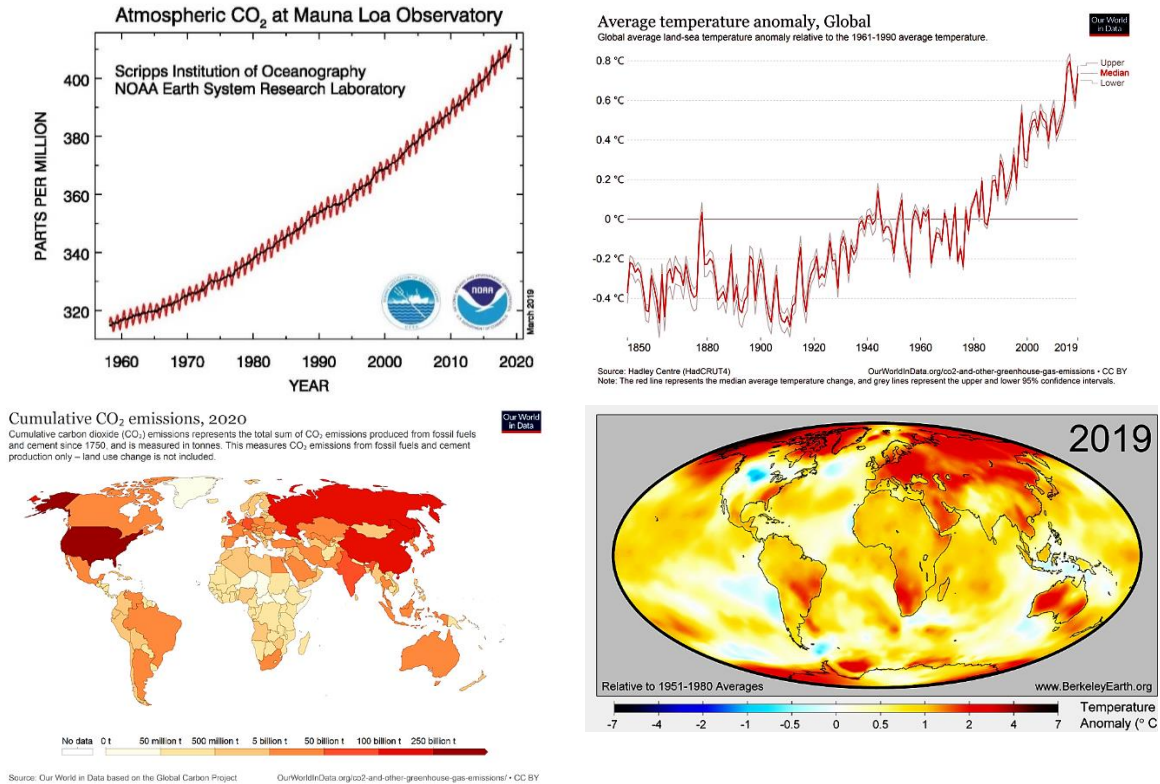 Atmospheric CO₂ at Mauna Loa Observatory
Scripps Institution of Oceanography
NOAA Earth System Research Laboratory
PARTS PER MILLION
400
380
360
340
320
1960 1970 1980 1990 2000 2010 2020
YEAR
NOAA
March 2019
Average temperature anomaly, Global
Global average land-sea temperature anomaly relative to the 1961-1990 average temperature.
Our World
in Data
0.8 °C
0.6 °C
0.4 °C
0.2 °C
0 °C
-0.2 °C
-0.4 °C
Upper
Median
Lower
1850 1880 1900 1920 1940 1960 1980 2000 2019
Source: Hadley Centre (HadCRUT4) OurWorldInData.org/co2-and-other-greenhouse-gas-emissions • CC BY
Note: The red line represents the median average temperature change, and grey lines represent the upper and lower 95% confidence intervals.
Cumulative CO₂ emissions, 2020
Cumulative carbon dioxide (CO₂) emissions represents the total sum of CO₂ emissions produced from fossil fuels
and cement since 1750, and is measured in tonnes. This measures CO₂ emissions from fossil fuels and cement
production only – land use change is not included.
Our World
in Data
No data 0 t 50 million t 500 million t 5 billion t 50 billion t 100 billion t 250 billion t
Source: Our World in Data based on the Global Carbon Project OurWorldInData.org/co2-and-other-greenhouse-gas-emissions/ • CC BY
2019
Relative to 1951-1980 Averages www.BerkeleyEarth.org
-7 -4 -2 -1 -0.5 0 0.5 1 2 4 7
Temperature
Anomaly (° C)